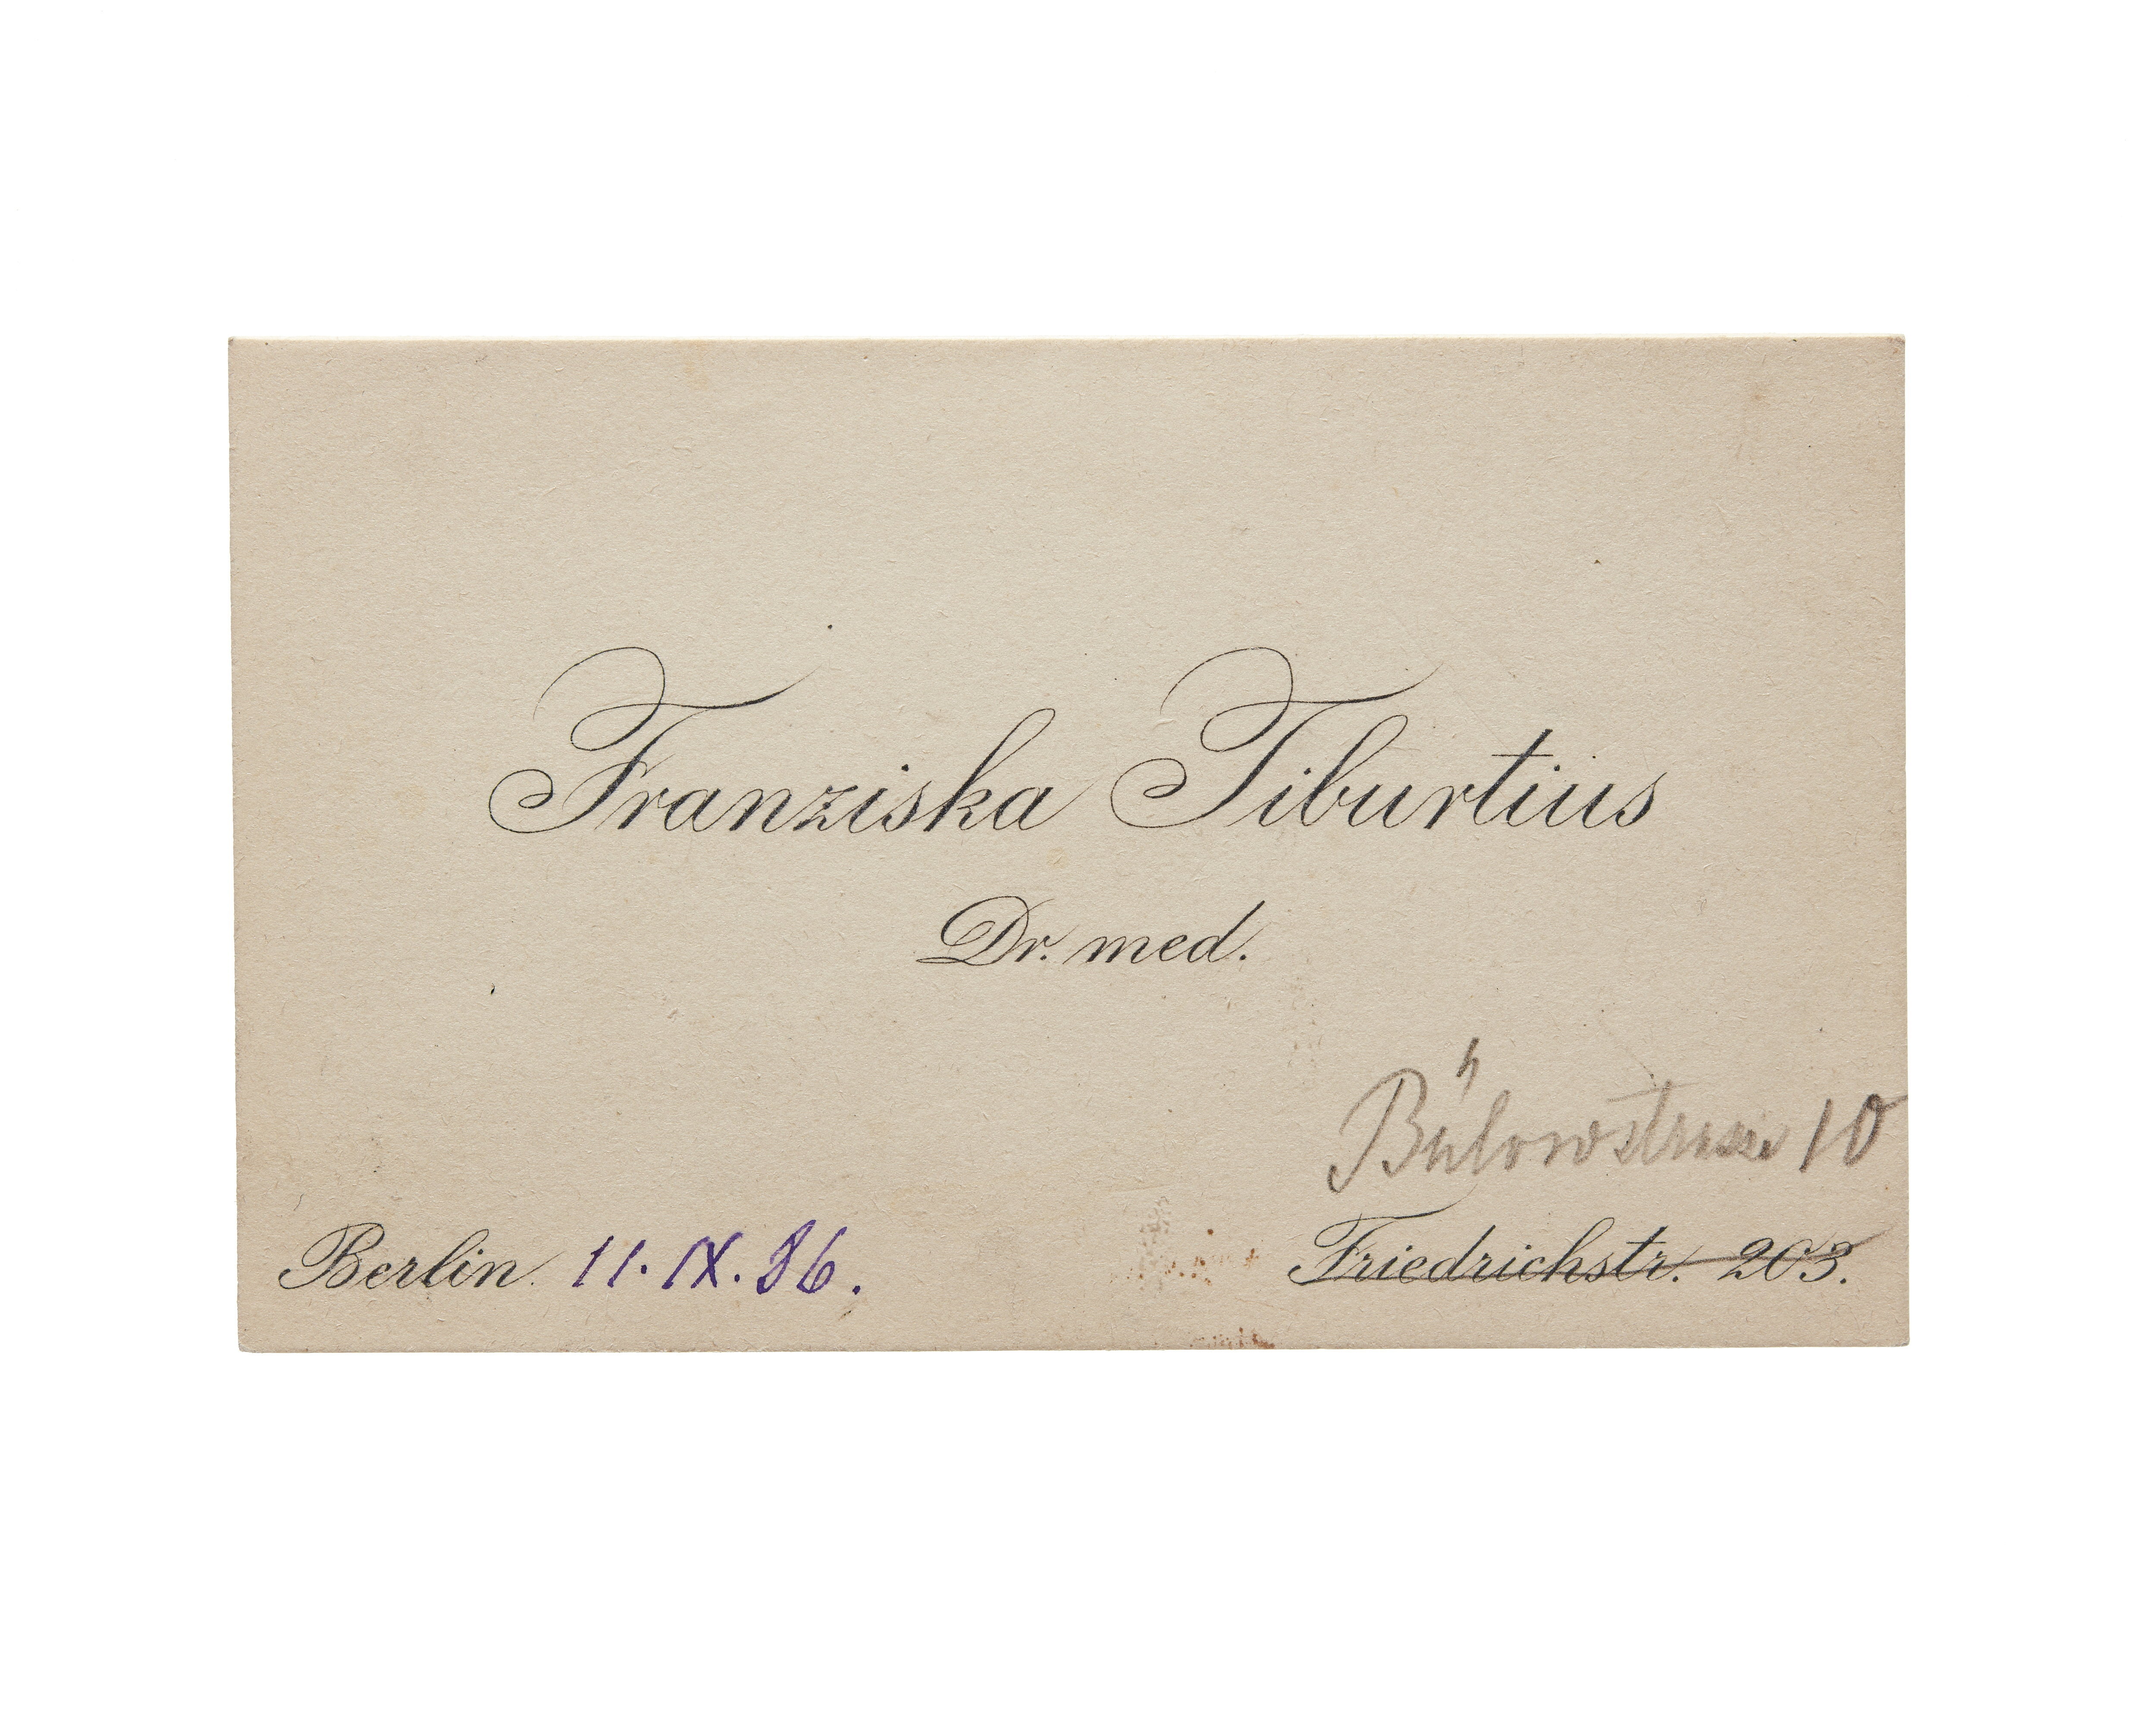 Franziska Tiburtius
Dr. med.
Bülowstrasse 10
Berlin. 11. IX. 86.
Friedrichstr. 203.